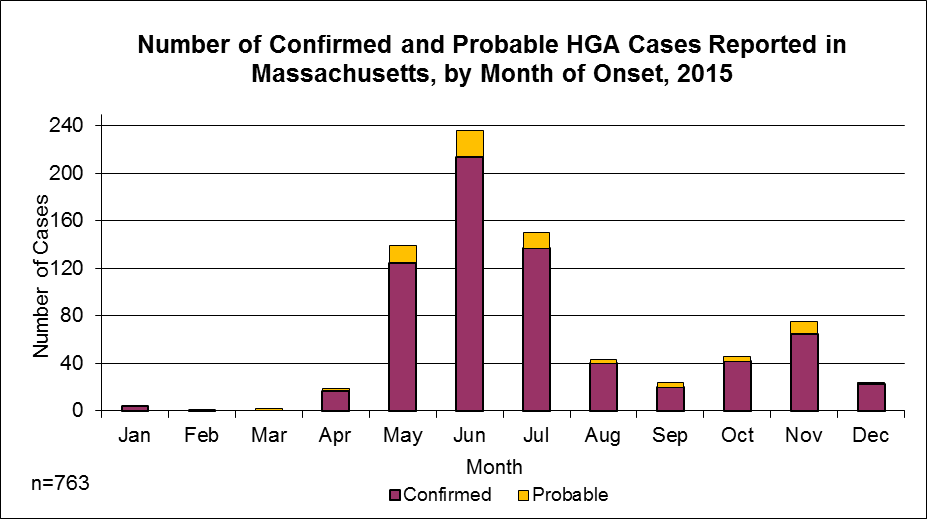 Number of Confirmed and Probable HGA Cases Reported in
Massachusetts, by Month of Onset, 2015
Number of Cases
240
200
160
120
80
40
0
Jan Feb Mar Apr May Jun Jul Aug Sep Oct Nov Dec
Month
n=763
Confirmed Probable